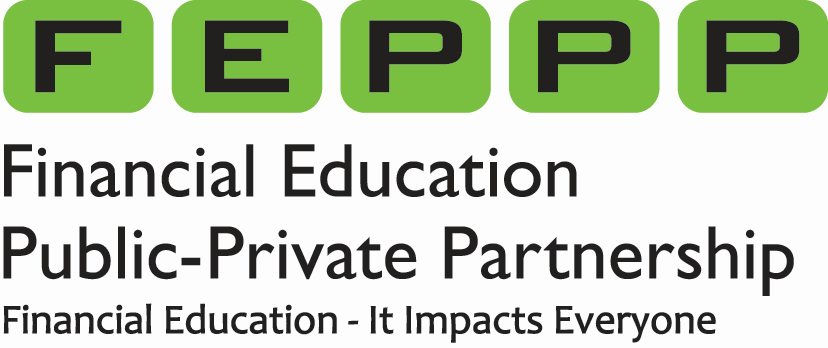 FEPPP
Financial Education
Public-Private Partnership
Financial Education - It Impacts Everyone